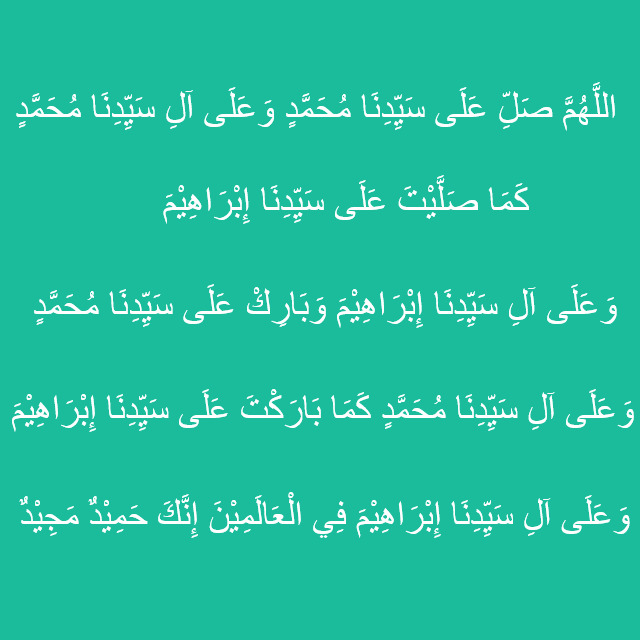 اللَّهُمَّ صَلِّ عَلَى سَيِّدِنَا مُحَمَّدٍ وَعَلَى آلِ سَيِّدِنَا مُحَمَّدٍ
كَمَا صَلَّيْتَ عَلَى سَيِّدِنَا إِبْرَاهِيْمَ
وَعَلَى آلِ سَيِّدِنَا إِبْرَاهِيْمَ وَبَارِكْ عَلَى سَيِّدِنَا مُحَمَّدٍ
وَعَلَى آلِ سَيِّدِنَا مُحَمَّدٍ كَمَا بَارَكْتَ عَلَى سَيِّدِنَا إِبْرَاهِيْمَ
وَعَلَى آلِ سَيِّدِنَا إِبْرَاهِيْمَ فِي الْعَالَمِيْنَ إِنَّكَ حَمِيْدٌ مَجِيْدٌ